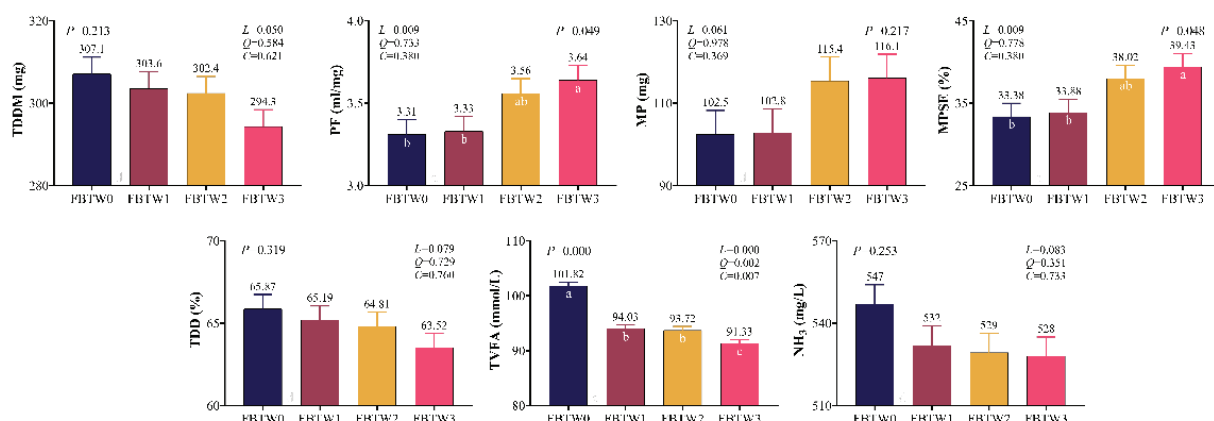 320
P 0.213
L 0.050
Q=0.584
C=0.621
307.1
303.6
302.4
294.3
300
280
TDDM (mg)
FBTW0 FBTW1 FBTW2 FBTW3
4.0
L 0.009
Q=0.733
C=0.380
P 0.049
3.31
3.33
3.56
3.64
b
b
ab
a
3.5
3.0
PF (ml/mg)
FBTW0 FBTW1 FBTW2 FBTW3
130
L 0.061
Q=0.978
C=0.369
P 0.217
102.5
102.8
115.4
116.1
110
90
MP (mg)
FBTW0 FBTW1 FBTW2 FBTW3
45
L 0.009
Q=0.778
C=0.380
P 0.048
33.38
33.88
38.02
39.43
b
b
ab
a
35
25
MPSE (%)
FBTW0 FBTW1 FBTW2 FBTW3
70
P 0.319
L=0.079
Q=0.729
C=0.760
65.87
65.19
64.81
63.52
65
60
TDD (%)
FBTW0 FBTW1 FBTW2 FBTW3
110
P 0.000
L=0.000
Q=0.002
C=0.007
101.82
94.03
93.72
91.33
a
b
b
c
100
90
80
TVFA (mmol/L)
FBTW0 FBTW1 FBTW2 FBTW3
570
P 0.253
L=0.083
Q=0.351
C=0.733
547
532
529
528
540
510
NH₃ (mg/L)
FBTW0 FBTW1 FBTW2 FBTW3